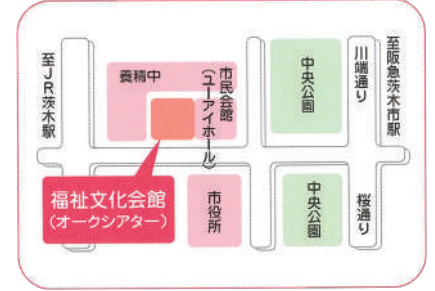 至JR茨木駅
養精中
市民会館
(ユーアイホール)
中央公園
川端通り
至阪急茨木市駅
福祉文化会館
(オークシアター)
市役所
中央公園
桜通り